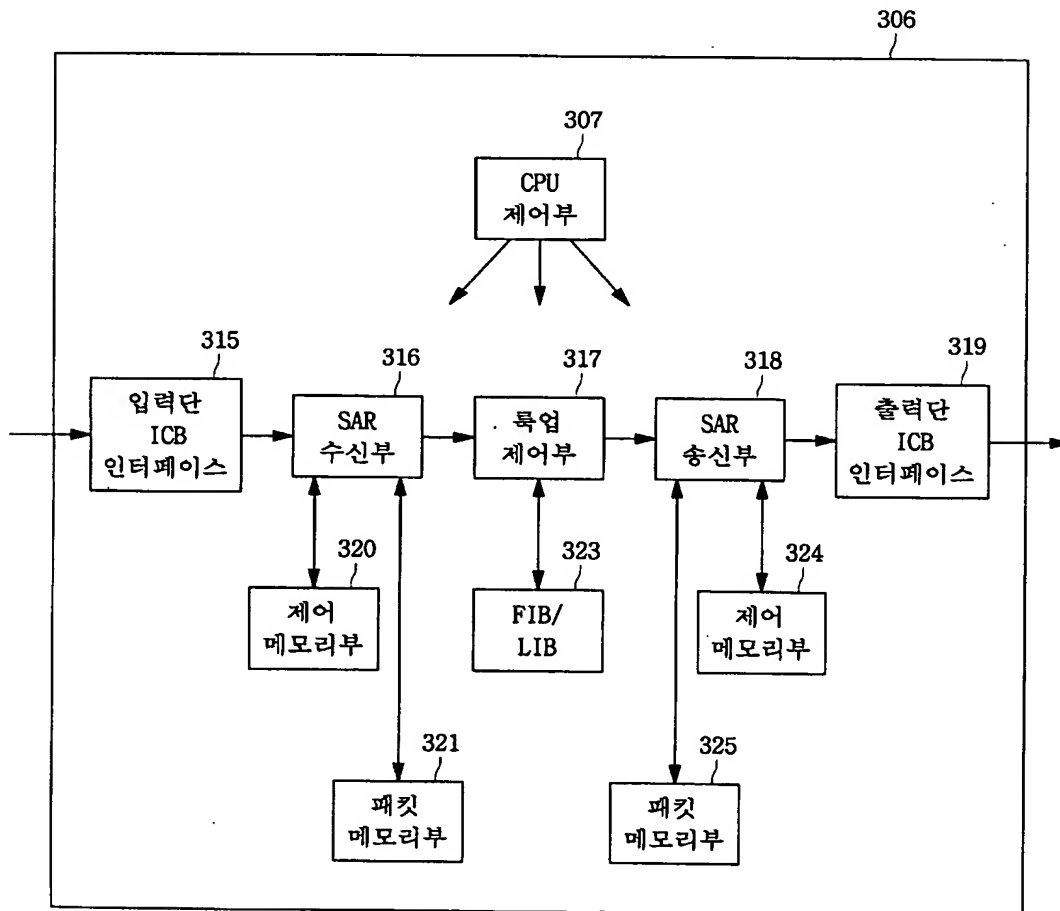 306
307
CPU
제어부
315
입력단
ICB
인터페이스
316
SAR
수신부
317
룩업
제어부
318
SAR
송신부
319
출력단
ICB
인터페이스
320
제어
메모리부
323
FIB/
LIB
324
제어
메모리부
321
패킷
메모리부
325
패킷
메모리부